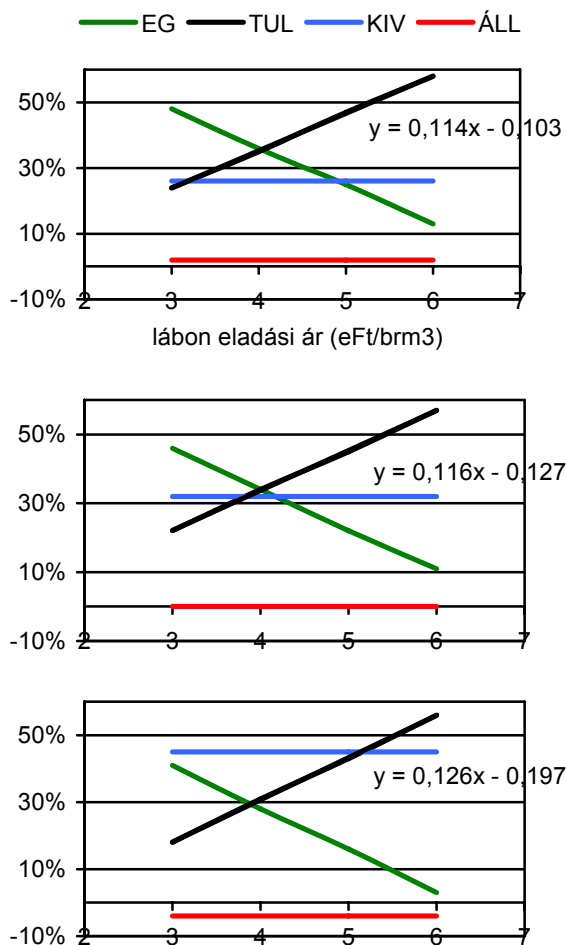 EG TUL KIV ÁLL
50%
y = 0,114x - 0,103
30%
10%
-10%
2 3 4 5 6 7
lábon eladási ár (eFt/brm3)
50%
y = 0,116x - 0,127
30%
10%
-10%
2 3 4 5 6 7
50%
y = 0,126x - 0,197
30%
10%
-10%
2 3 4 5 6 7